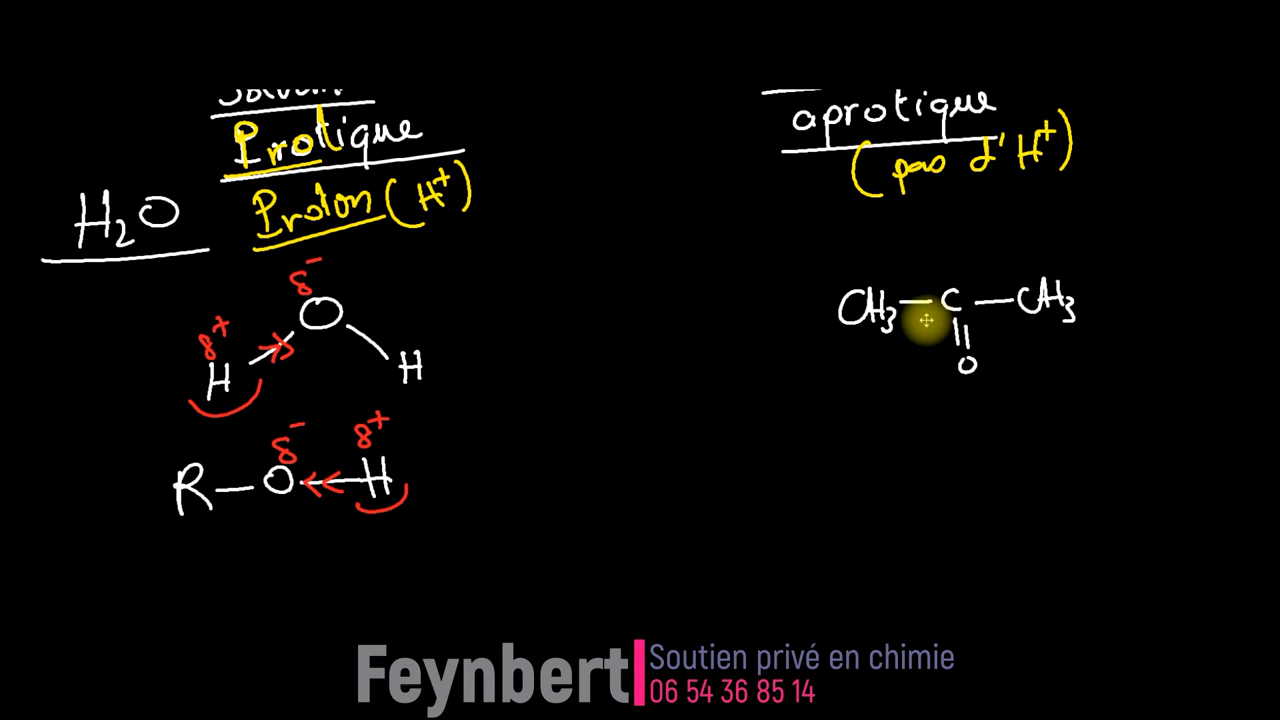 Protique
Proton (H⁺)
H₂O
δ⁻
O
δ⁺
H
H
δ⁻
δ⁺
R — O — H
aprotique
(pas d'H⁺)
CH₃ — C — CH₃
O
Feynbert
Soutien privé en chimie
06 54 36 85 14